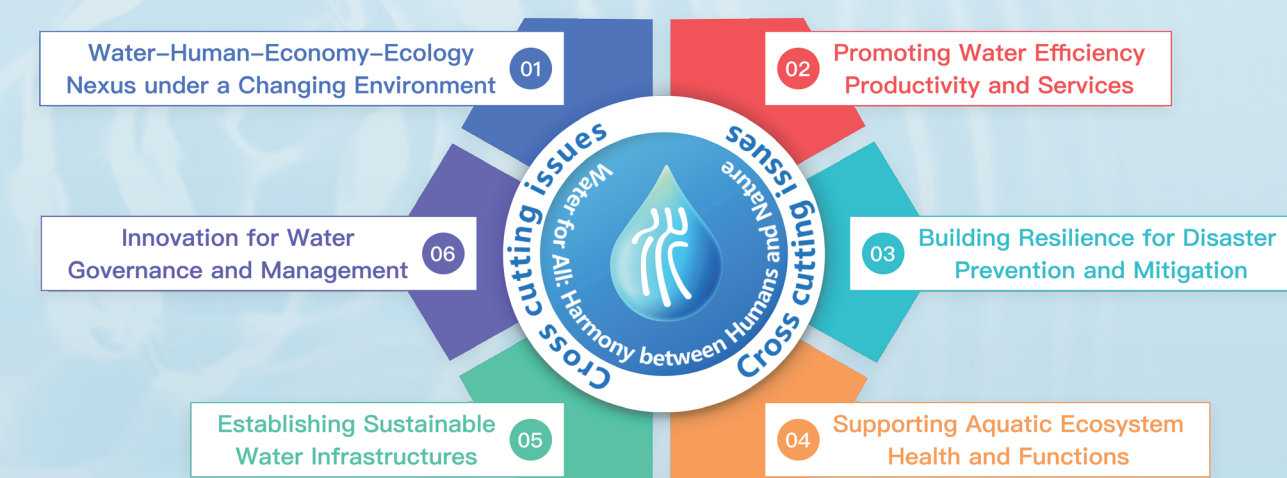 Water–Human–Economy–Ecology
Nexus under a Changing Environment
01
02
Promoting Water Efficiency
Productivity and Services
03
Building Resilience for Disaster
Prevention and Mitigation
04
Supporting Aquatic Ecosystem
Health and Functions
05
Establishing Sustainable
Water Infrastructures
06
Innovation for Water
Governance and Management
Cross cutting issues
Cross cutting issues
Water for All: Harmony between Humans and Nature